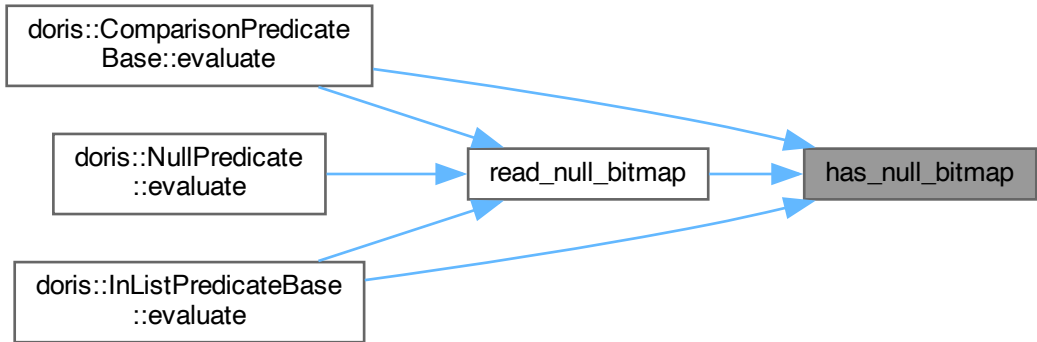 doris::ComparisonPredicate
Base::evaluate
doris::NullPredicate
::evaluate
read_null_bitmap
has_null_bitmap
doris::InListPredicateBase
::evaluate